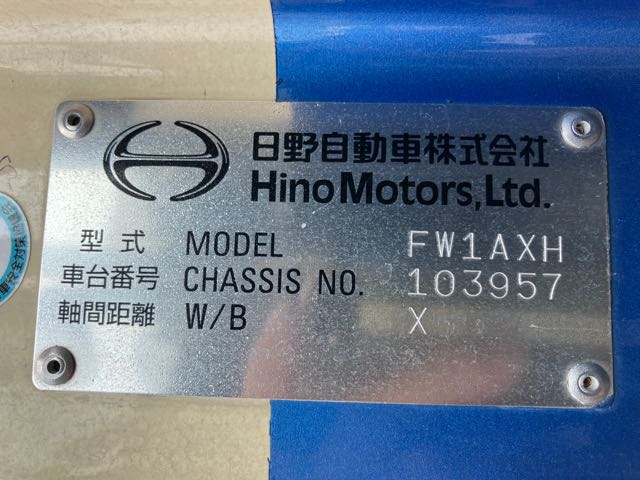 日野自動車株式会社
Hino Motors, Ltd.
型式 MODEL FW1AXH
車台番号 CHASSIS NO. 103957
軸間距離 W/B X